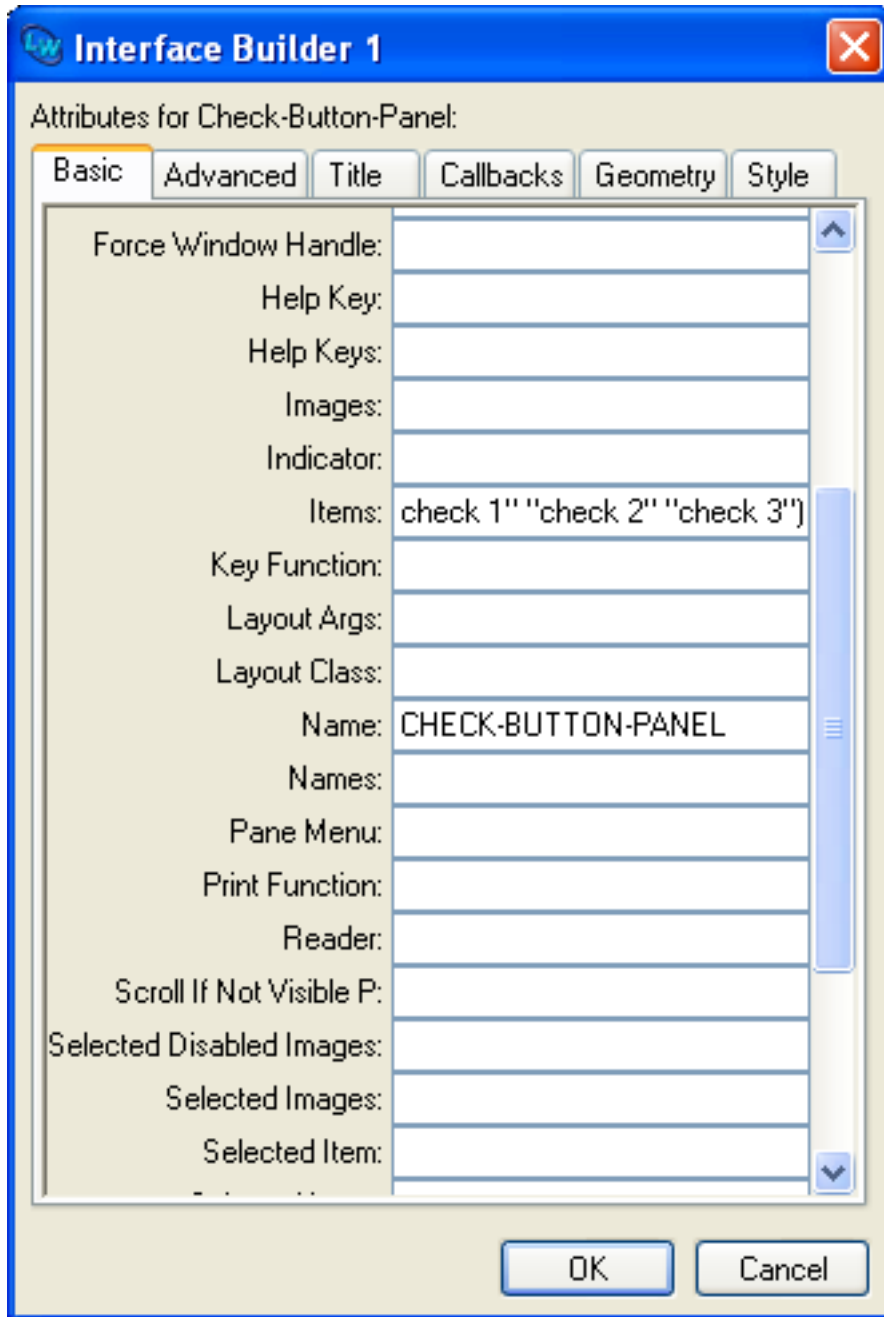 LW Interface Builder 1
Attributes for Check-Button-Panel:
Basic Advanced Title Callbacks Geometry Style
Force Window Handle:
Help Key:
Help Keys:
Images:
Indicator:
Items: check 1" "check 2" "check 3")
Key Function:
Layout Args:
Layout Class:
Name: CHECK-BUTTON-PANEL
Names:
Pane Menu:
Print Function:
Reader:
Scroll If Not Visible P:
Selected Disabled Images:
Selected Images:
Selected Item:
OK Cancel